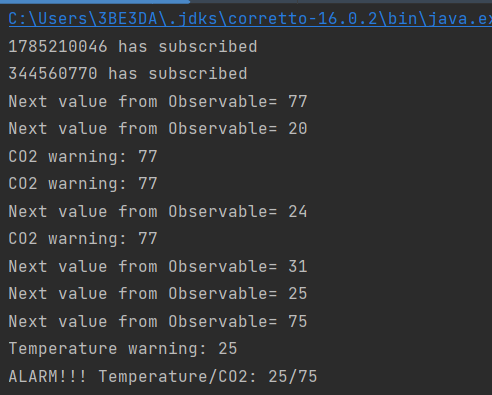 C:\Users\3BE3DA\.jdks\corretto-16.0.2\bin\java.ex
1785210046 has subscribed
344560770 has subscribed
Next value from Observable= 77
Next value from Observable= 20
CO2 warning: 77
CO2 warning: 77
Next value from Observable= 24
CO2 warning: 77
Next value from Observable= 31
Next value from Observable= 25
Next value from Observable= 75
Temperature warning: 25
ALARM!!! Temperature/CO2: 25/75